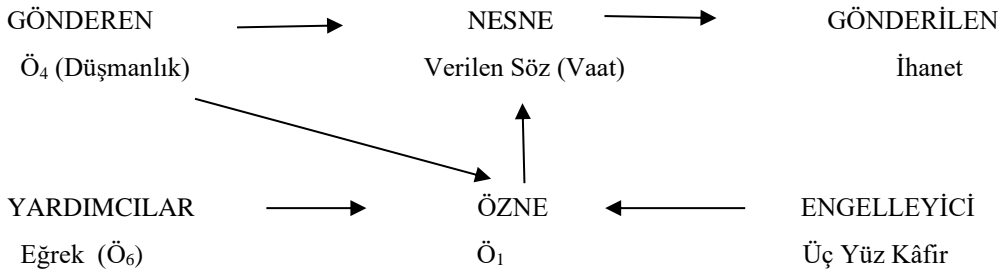 GÖNDEREN NESNE GÖNDERİLEN
Ö₄ (Düşmanlık) Verilen Söz (Vaat) İhanet
YARDIMCILAR ÖZNE ENGELLEYİCİ
Eğrek (Ö₆) Ö₁ Üç Yüz Kâfir